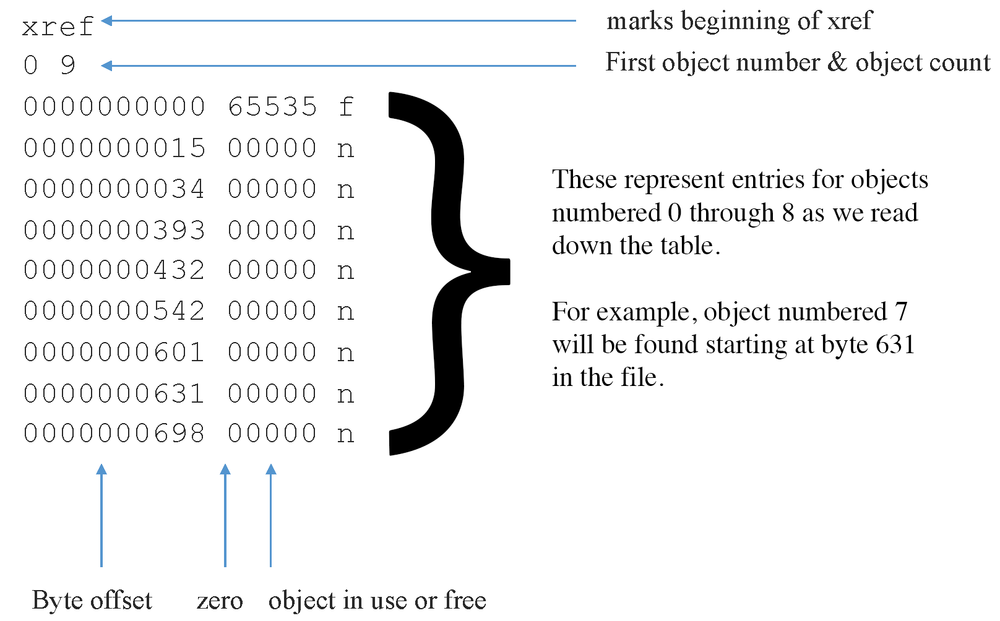 xref
marks beginning of xref
0 9
First object number & object count
0000000000 65535 f
0000000015 00000 n
0000000034 00000 n
0000000393 00000 n
0000000432 00000 n
0000000542 00000 n
0000000601 00000 n
0000000631 00000 n
0000000698 00000 n
These represent entries for objects
numbered 0 through 8 as we read
down the table.
For example, object numbered 7
will be found starting at byte 631
in the file.
Byte offset
zero
object in use or free